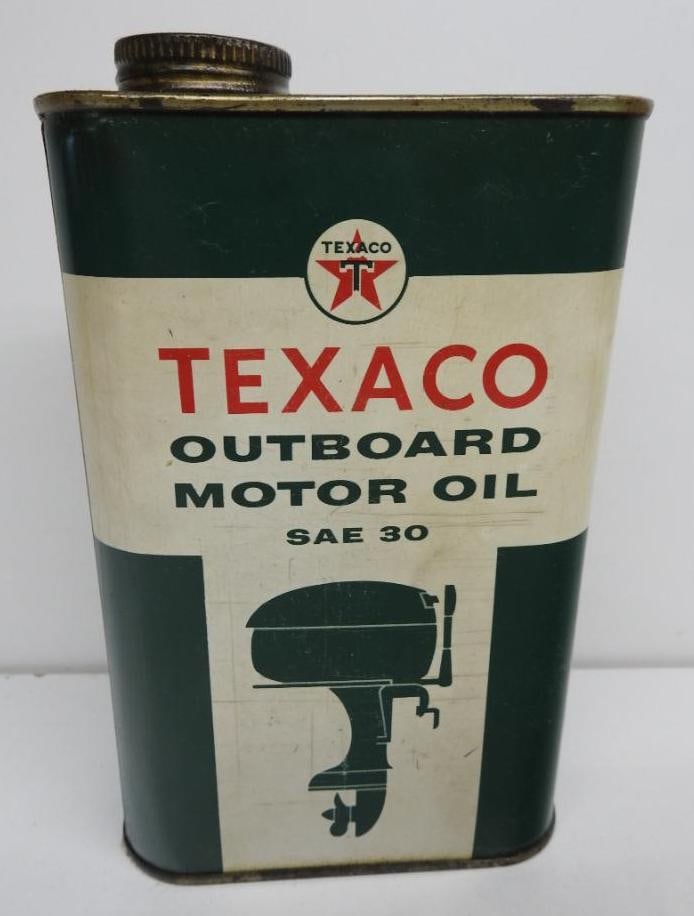 TEXACO
T
TEXACO
OUTBOARD
MOTOR OIL
SAE 30